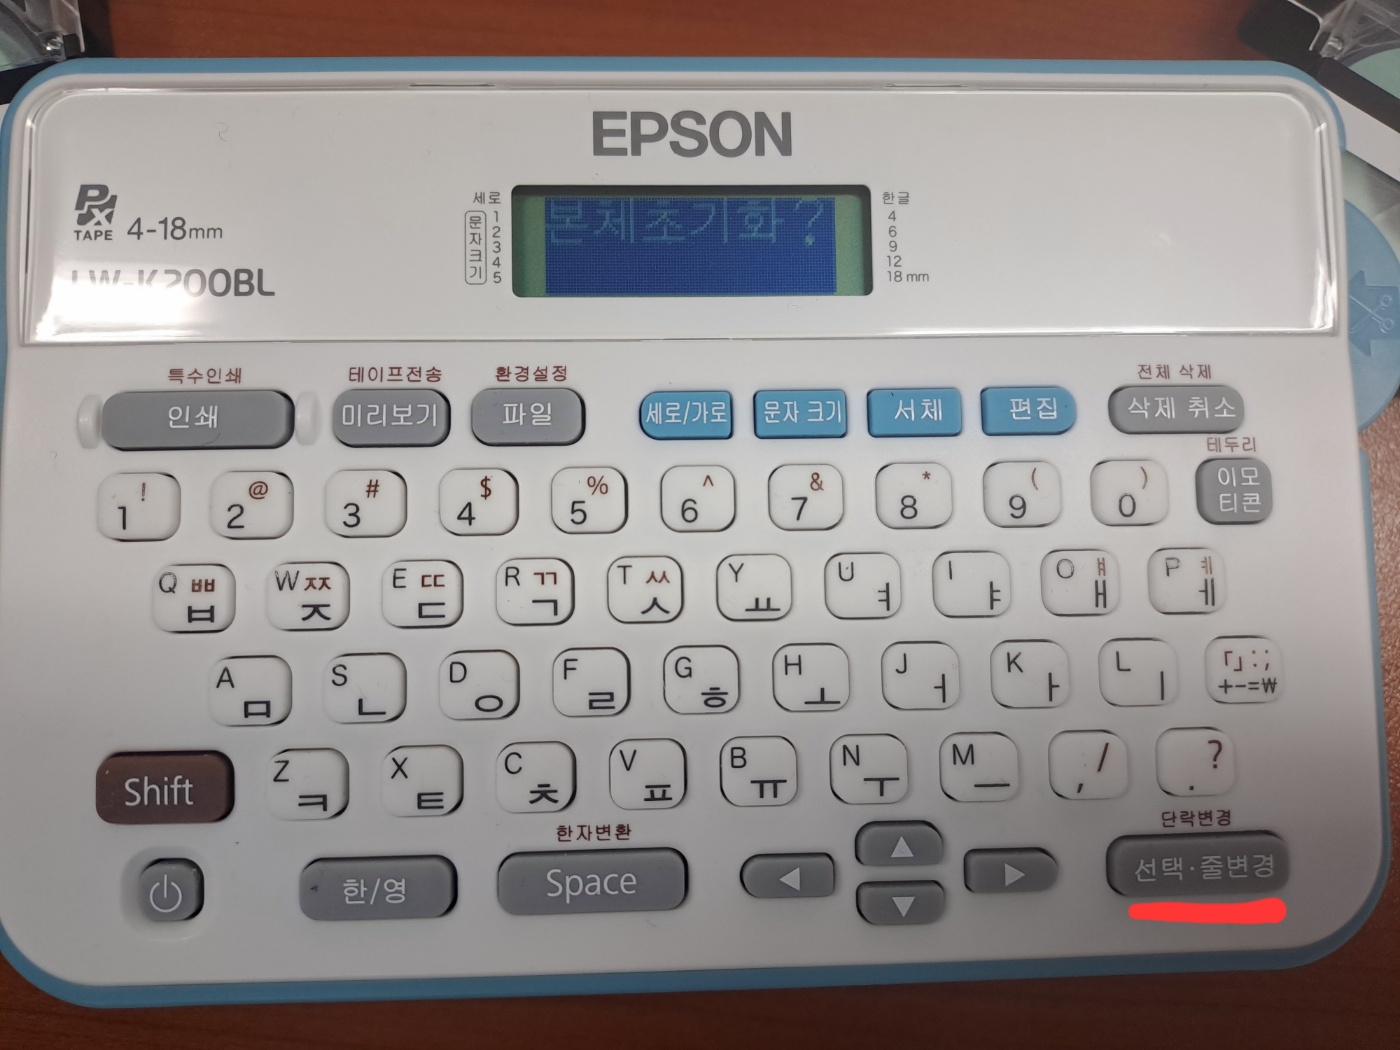 EPSON
Px
TAPE 4-18mm
LW-K200BL
세로
문자크기
1
2
3
4
5
본체초기화?
한글
4
6
9
12
18 mm
특수인쇄 테이프전송 환경설정 전체 삭제
인쇄 미리보기 파일 세로/가로 문자 크기 서체 편집 삭제 취소
테두리
1 ! 2 @ 3 # 4 $ 5 % 6 ^ 7 & 8 * 9 ( 0 ) 이모티콘
Q ㅃ ㅂ W ㅉ ㅈ E ㄸ ㄷ R ㄲ ㄱ T ㅆ ㅅ Y ㅛ U ㅕ I ㅑ O ㅒ ㅐ P ㅖ ㅔ
A ㅁ S ㄴ D ㅇ F ㄹ G ㅎ H ㅗ J ㅓ K ㅏ L ㅣ 「」:; +-=₩
Shift Z ㅋ X ㅌ C ㅊ V ㅍ B ㅠ N ㅜ M ㅡ , / . ?
한자변환 단락변경
한/영 Space ◀ ▲ ▼ ▶ 선택·줄변경